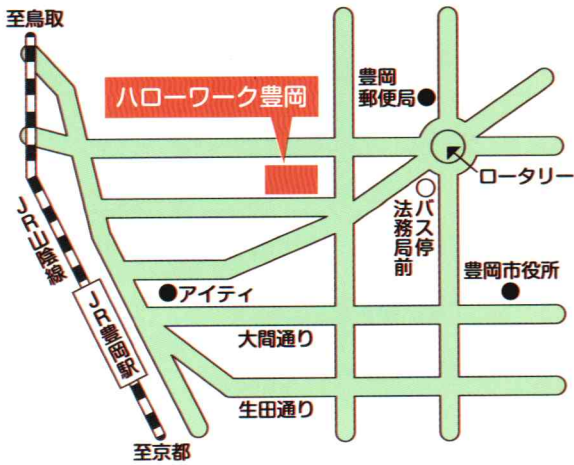 至鳥取
ハローワーク豊岡
豊岡
郵便局
ロータリー
バス停
法務局前
JR山陰線
豊岡市役所
アイティ
JR豊岡駅
大開通り
生田通り
至京都